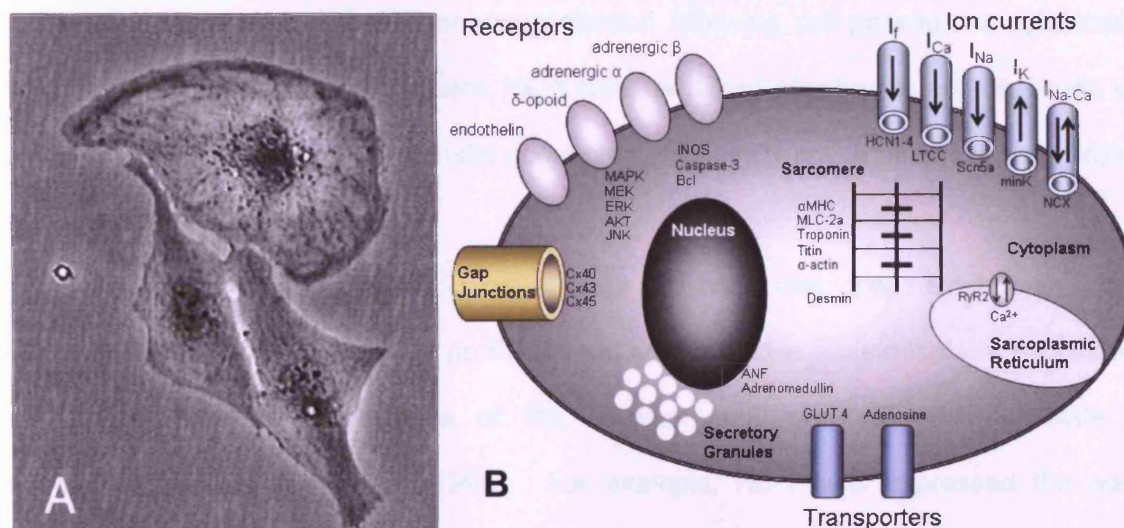 A
Receptors
adrenergic β
adrenergic α
δ-opoid
endothelin
Ion currents
If
ICa
INa
IK
INa-Ca
HCN1-4
LTCC
Scn5a
minK
NCX
INOS
Caspase-3
Bcl
MAPK
MEK
ERK
AKT
JNK
Nucleus
Sarcomere
αMHC
MLC-2a
Troponin
Titin
α-actin
Desmin
Cytoplasm
Gap
Junctions
Cx40
Cx43
Cx45
RyR2
Ca2+
Sarcoplasmic
Reticulum
ANF
Adrenomedullin
Secretory
Granules
GLUT 4
Adenosine
B
Transporters